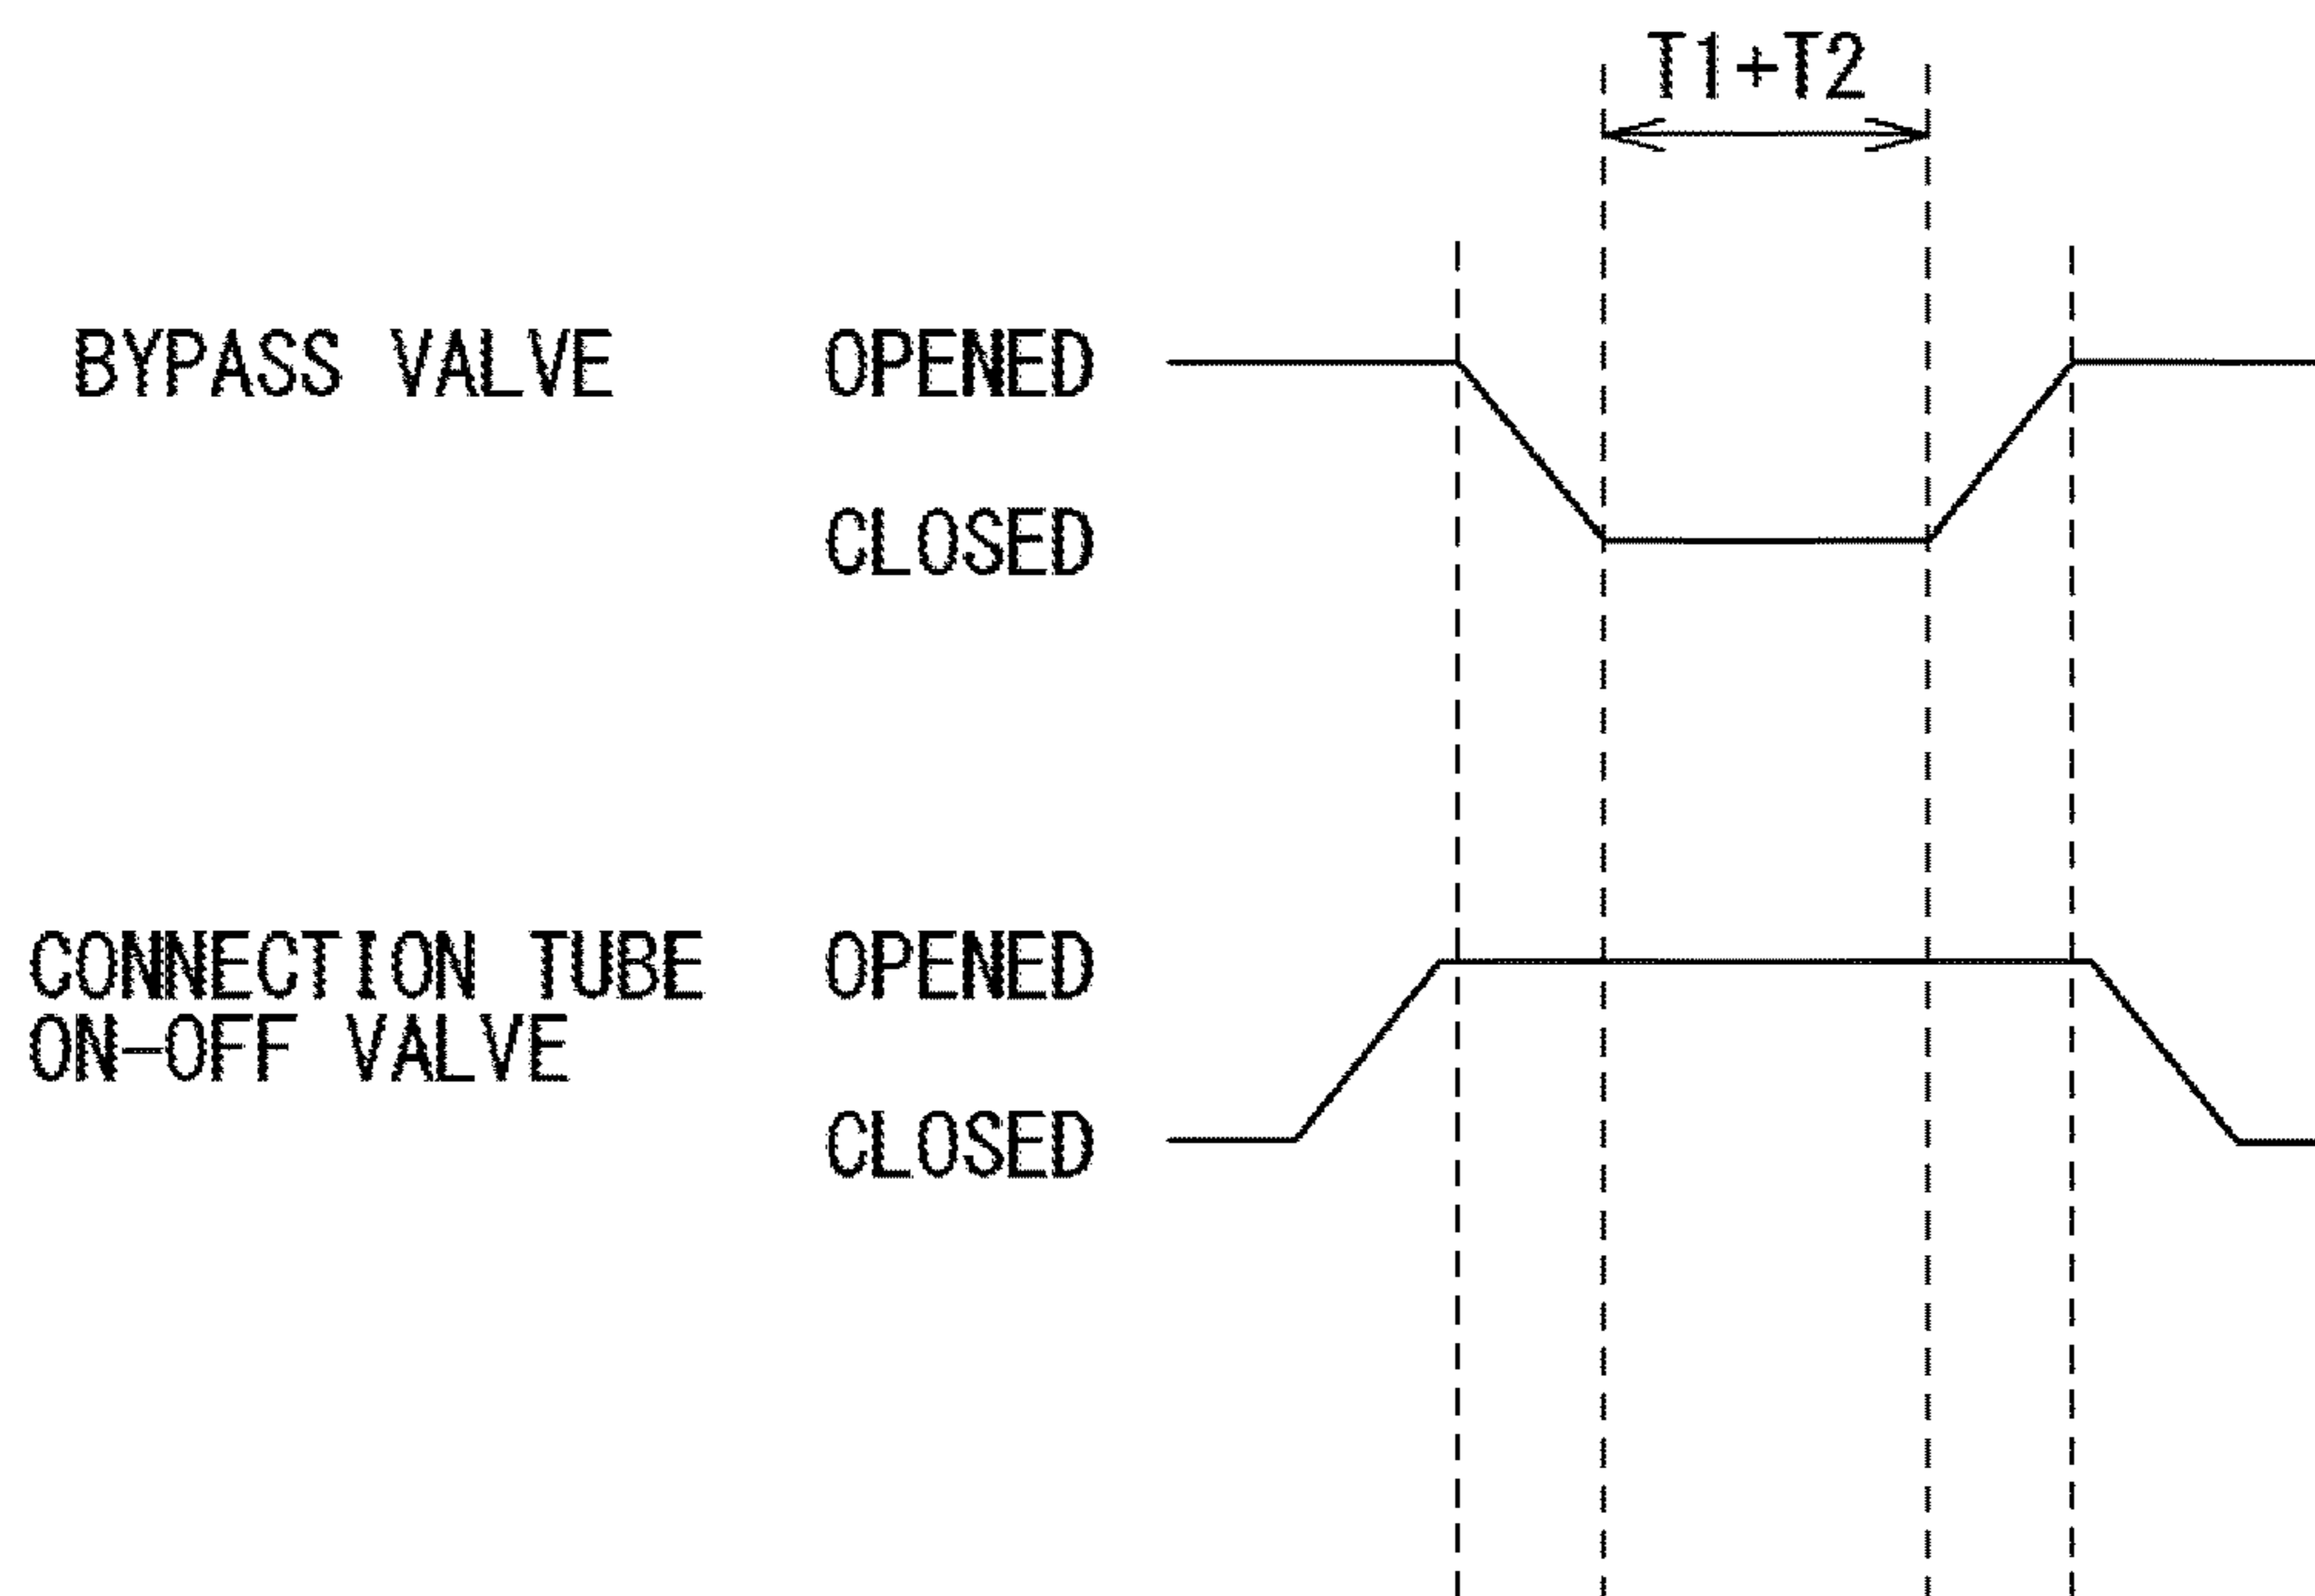 T1+T2
BYPASS VALVE OPENED
CLOSED
CONNECTION TUBE OPENED
ON-OFF VALVE
CLOSED